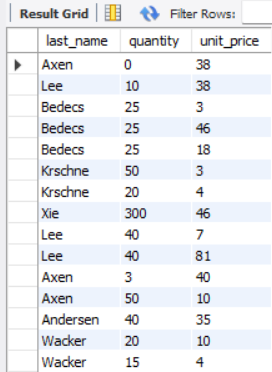 Result Grid Filter Rows:
last_name quantity unit_price
Axen 0 38
Lee 10 38
Bedecs 25 3
Bedecs 25 46
Bedecs 25 18
Krschne 50 3
Krschne 20 4
Xie 300 46
Lee 40 7
Lee 40 81
Axen 3 40
Axen 50 10
Andersen 40 35
Wacker 20 10
Wacker 15 4